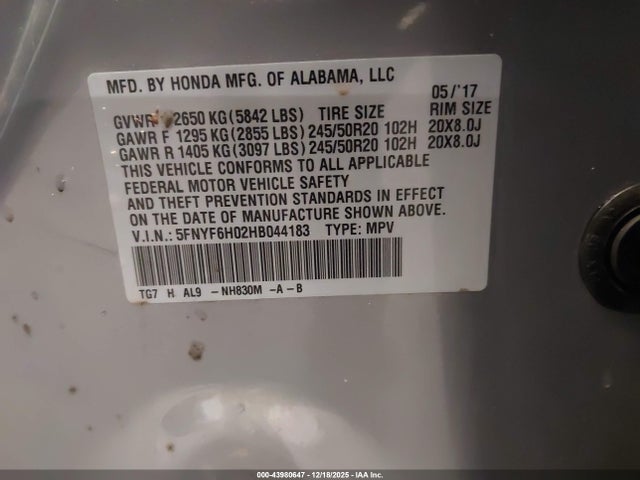 MFD. BY HONDA MFG. OF ALABAMA, LLC
05/'17
GVWR 2650 KG (5842 LBS) TIRE SIZE RIM SIZE
GAWR F 1295 KG (2855 LBS) 245/50R20 102H 20X8.0J
GAWR R 1405 KG (3097 LBS) 245/50R20 102H 20X8.0J
THIS VEHICLE CONFORMS TO ALL APPLICABLE
FEDERAL MOTOR VEHICLE SAFETY
AND THEFT PREVENTION STANDARDS IN EFFECT
ON THE DATE OF MANUFACTURE SHOWN ABOVE.
V.I.N.: 5FNYF6H02HB044183 TYPE: MPV
TG7 H AL9 -NH830M -A -B
000-43980647 - 12/18/2025 - IAA Inc.